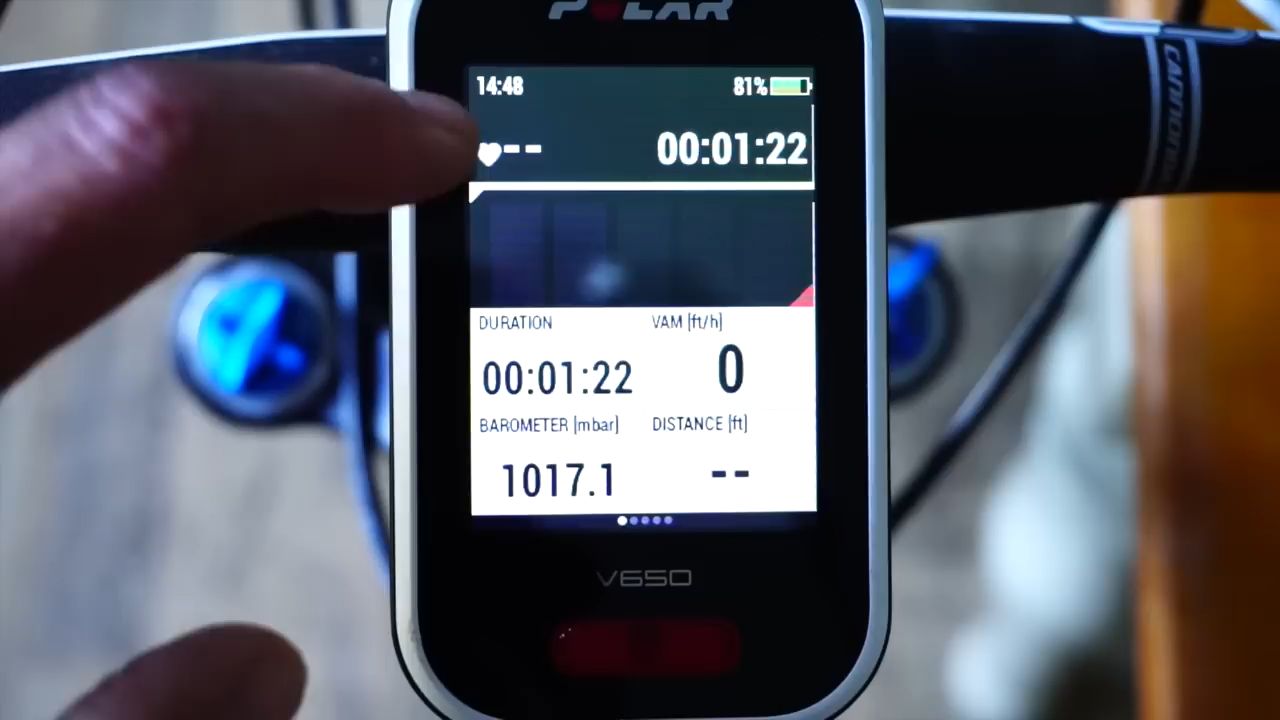 POLAR
14:48 81%
-- 00:01:22
DURATION VAM [ft/h]
00:01:22 0
BAROMETER [mbar] DISTANCE [ft]
1017.1 --
V650